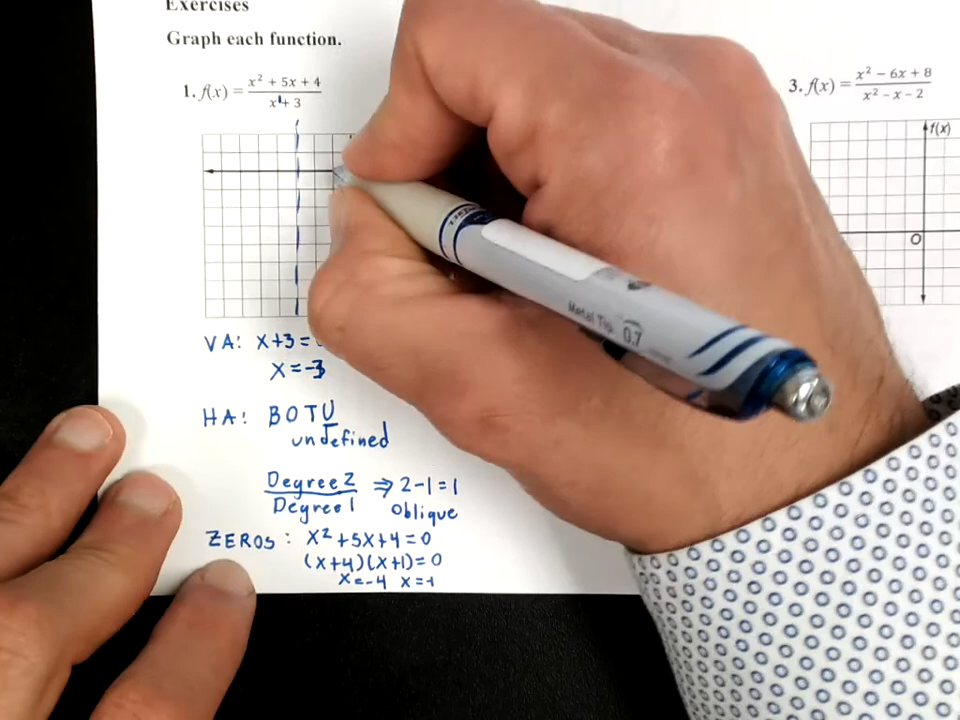 Exercises
Graph each function.
1. f(x) = x² + 5x + 4 / x + 3
3. f(x) = x² − 6x + 8 / x² − x − 2
f(x)
O
Metal Tip 0.7
VA: x+3=
x=-3
HA: BOTU
undefined
Degree 2 / Degree 1 ⇒ 2-1=1
Oblique
ZEROS: x²+5x+4=0
(x+4)(x+1)=0
x=-4 x=-1